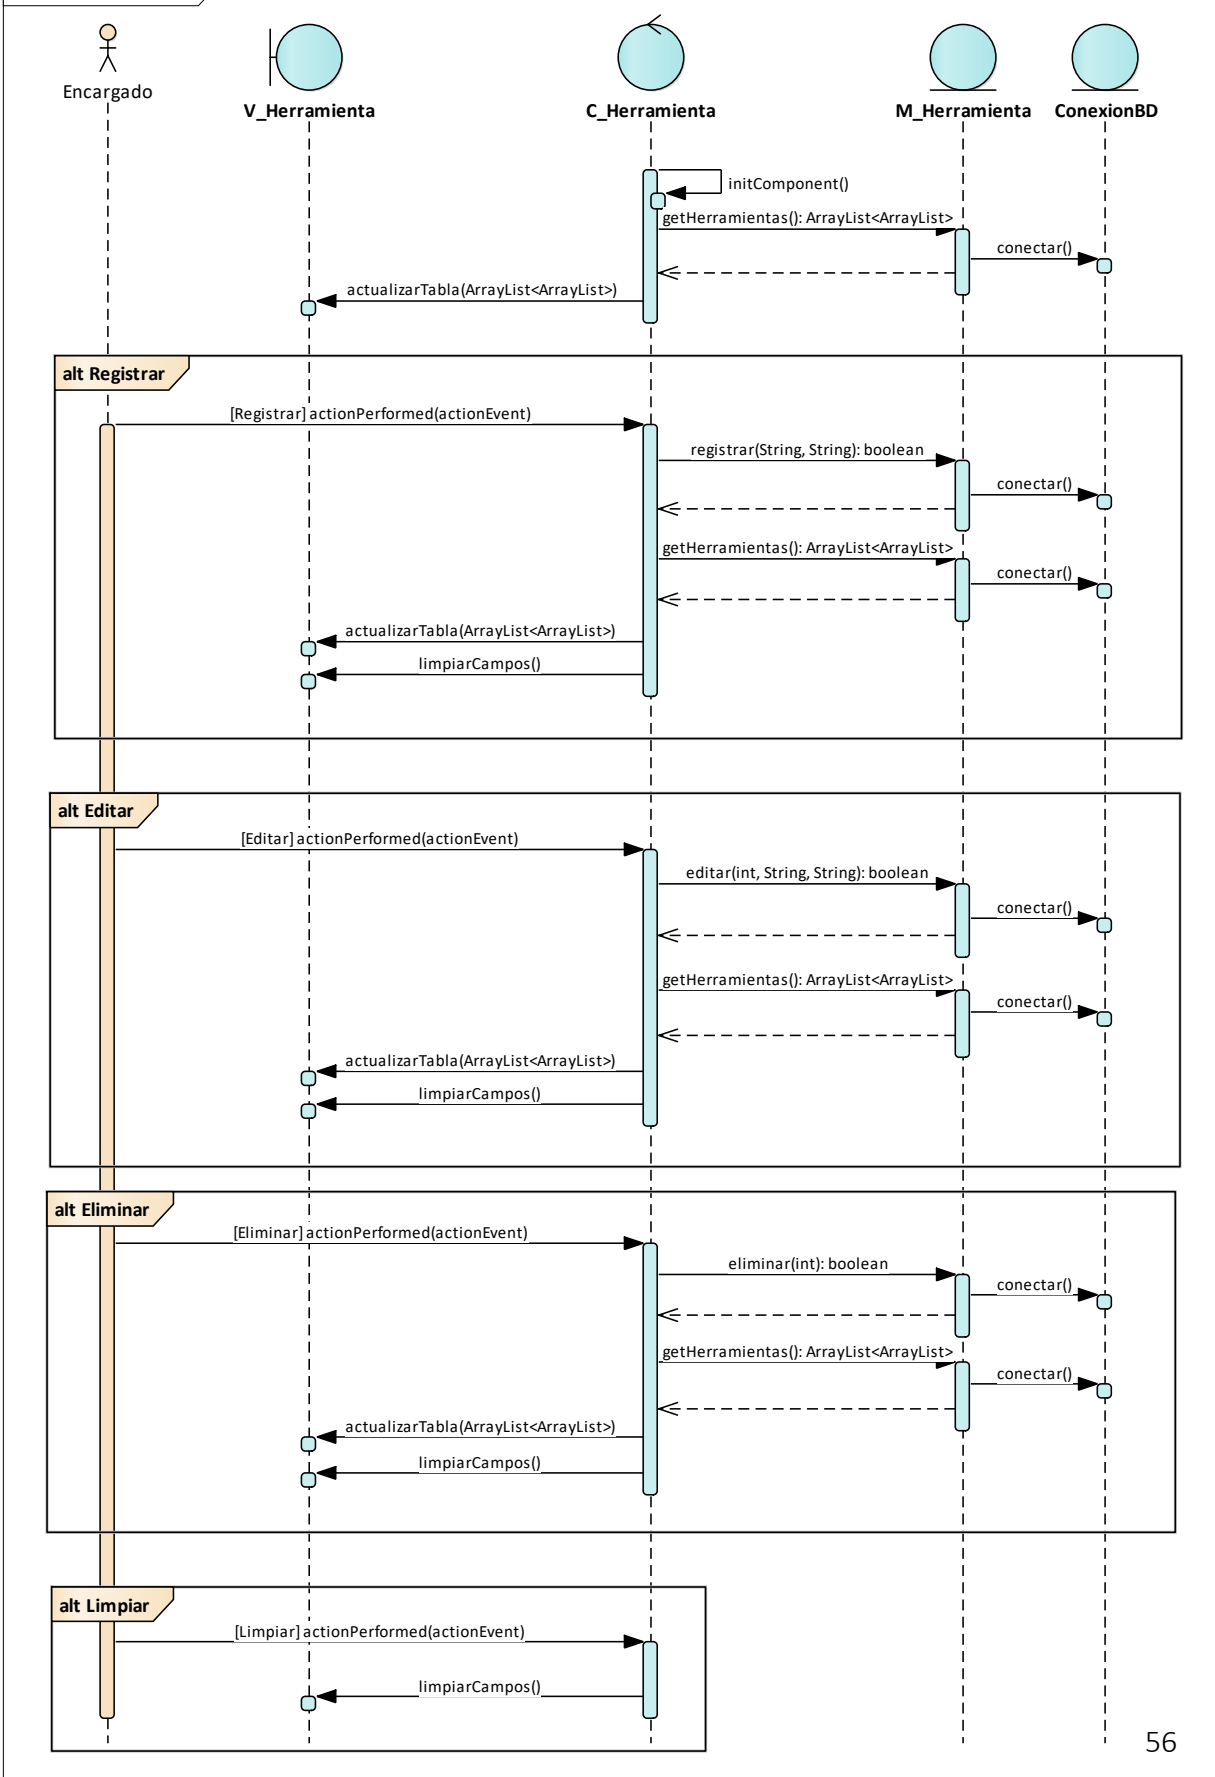 Encargado
V_Herramienta
C_Herramienta
M_Herramienta
ConexionBD
initComponent()
getHerramientas(): ArrayList<ArrayList>
conectar()
actualizarTabla(ArrayList<ArrayList>)
alt Registrar
[Registrar] actionPerformed(actionEvent)
registrar(String, String): boolean
conectar()
getHerramientas(): ArrayList<ArrayList>
conectar()
actualizarTabla(ArrayList<ArrayList>)
limpiarCampos()
alt Editar
[Editar] actionPerformed(actionEvent)
editar(int, String, String): boolean
conectar()
getHerramientas(): ArrayList<ArrayList>
conectar()
actualizarTabla(ArrayList<ArrayList>)
limpiarCampos()
alt Eliminar
[Eliminar] actionPerformed(actionEvent)
eliminar(int): boolean
conectar()
getHerramientas(): ArrayList<ArrayList>
conectar()
actualizarTabla(ArrayList<ArrayList>)
limpiarCampos()
alt Limpiar
[Limpiar] actionPerformed(actionEvent)
limpiarCampos()
56